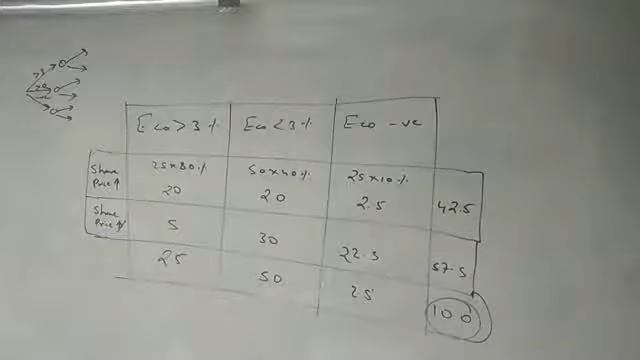 Eco > 3% Eco < 3% Eco -ve
Share Price ↑ 25 x 80% 50 x 40% 25 x 10%
20 20 2.5 42.5
Share Price 5 30 22.5 57.5
25 50 25 100